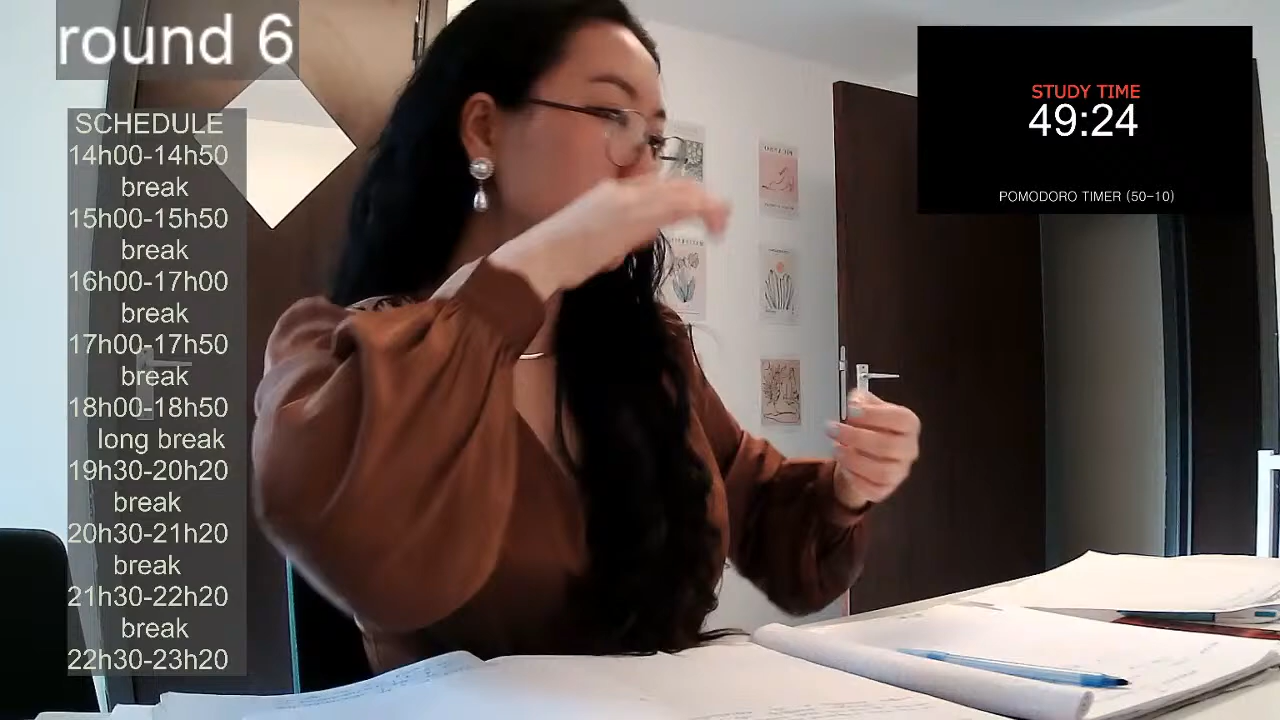 round 6
SCHEDULE
14h00-14h50
break
15h00-15h50
break
16h00-17h00
break
17h00-17h50
break
18h00-18h50
long break
19h30-20h20
break
20h30-21h20
break
21h30-22h20
break
22h30-23h20
STUDY TIME
49:24
POMODORO TIMER (50-10)